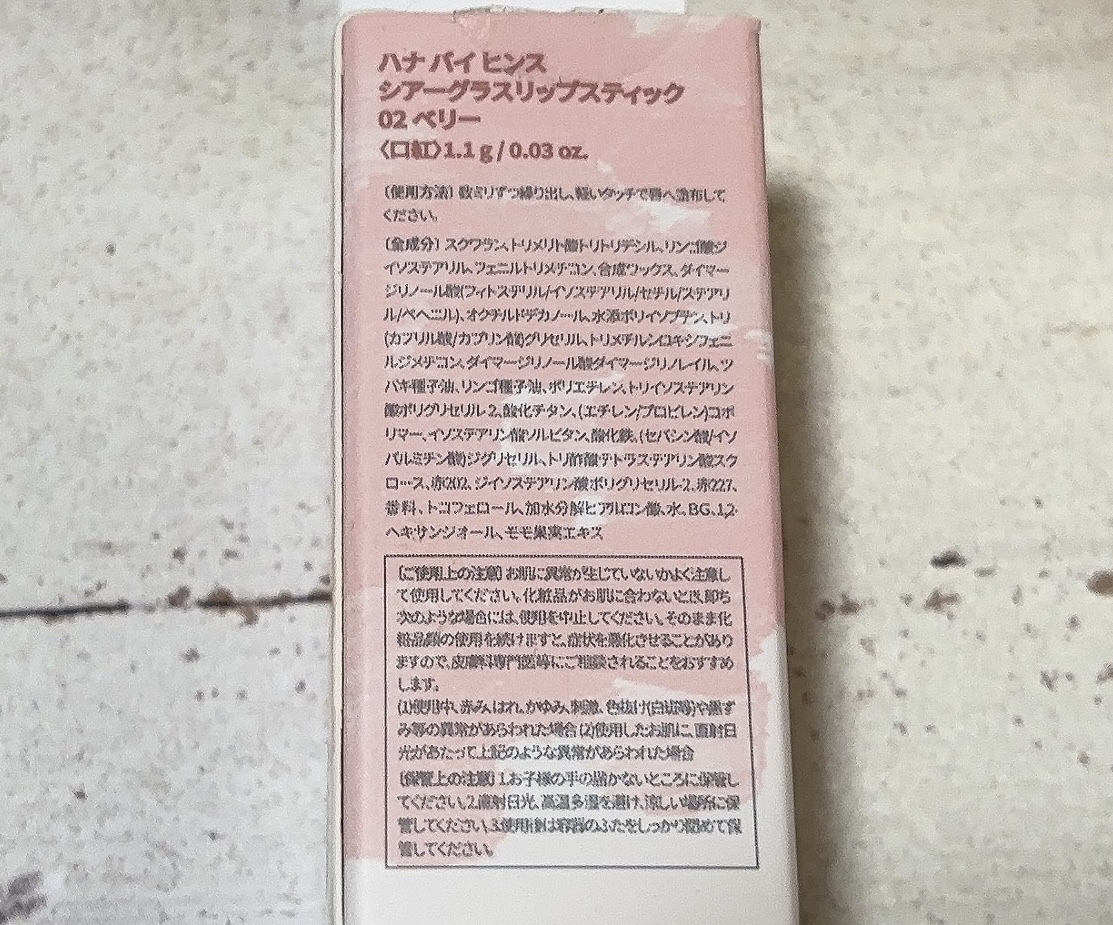 ハナ バイ ヒンス
シアーグラスリップスティック
02 ベリー
〈口紅〉1.1 g / 0.03 oz.
〔使用方法〕数ミリずつ繰り出し、軽いタッチで唇へ塗布して
ください。
〔全成分〕スクワラン、トリメリト酸トリトリデシル、リンゴ酸ジ
イソステアリル、フェニルトリメチコン、合成ワックス、ダイマー
ジリノール酸(フィトステリル/イソステアリル/セチル/ステアリ
ル/ベヘニル)、オクチルドデカノール、水添ポリイソブテン、トリ
(カプリル酸/カプリン酸)グリセリル、トリメチルシロキシフェニ
ルジメチコン、ダイマージリノール酸ダイマージリノレイル、ツ
バキ種子油、リンゴ種子油、ポリエチレン、トリイソステアリン
酸ポリグリセリル-2、酸化チタン、(エチレン/プロピレン)コポ
リマー、イソステアリン酸ソルビタン、酸化鉄、(セバシン酸/イソ
パルミチン酸)ジグリセリル、トリ酢酸テトラステアリン酸スク
ロース、赤202、ジイソステアリン酸ポリグリセリル-2、赤227、
香料、トコフェロール、加水分解ヒアルロン酸、水、BG、1,2-
ヘキサンジオール、モモ果実エキス
〔ご使用上の注意〕お肌に異常が生じていないかよく注意し
て使用してください。化粧品がお肌に合わないとき、即ち
次のような場合には、使用を中止してください。そのまま化
粧品類の使用を続けますと、症状を悪化させることがあり
ますので、皮膚科専門医等にご相談されることをおすすめ
します。
(1)使用中、赤み、はれ、かゆみ、刺激、色抜け(白斑等)や黒ず
み等の異常があらわれた場合 (2)使用したお肌に、直射日
光があたって上記のような異常があらわれた場合
〔保管上の注意〕1.お子様の手の届かないところに保管し
てください。2.直射日光、高温多湿を避け、涼しい場所に保
管してください。3.使用後は容器のふたをしっかり閉めて保
管してください。